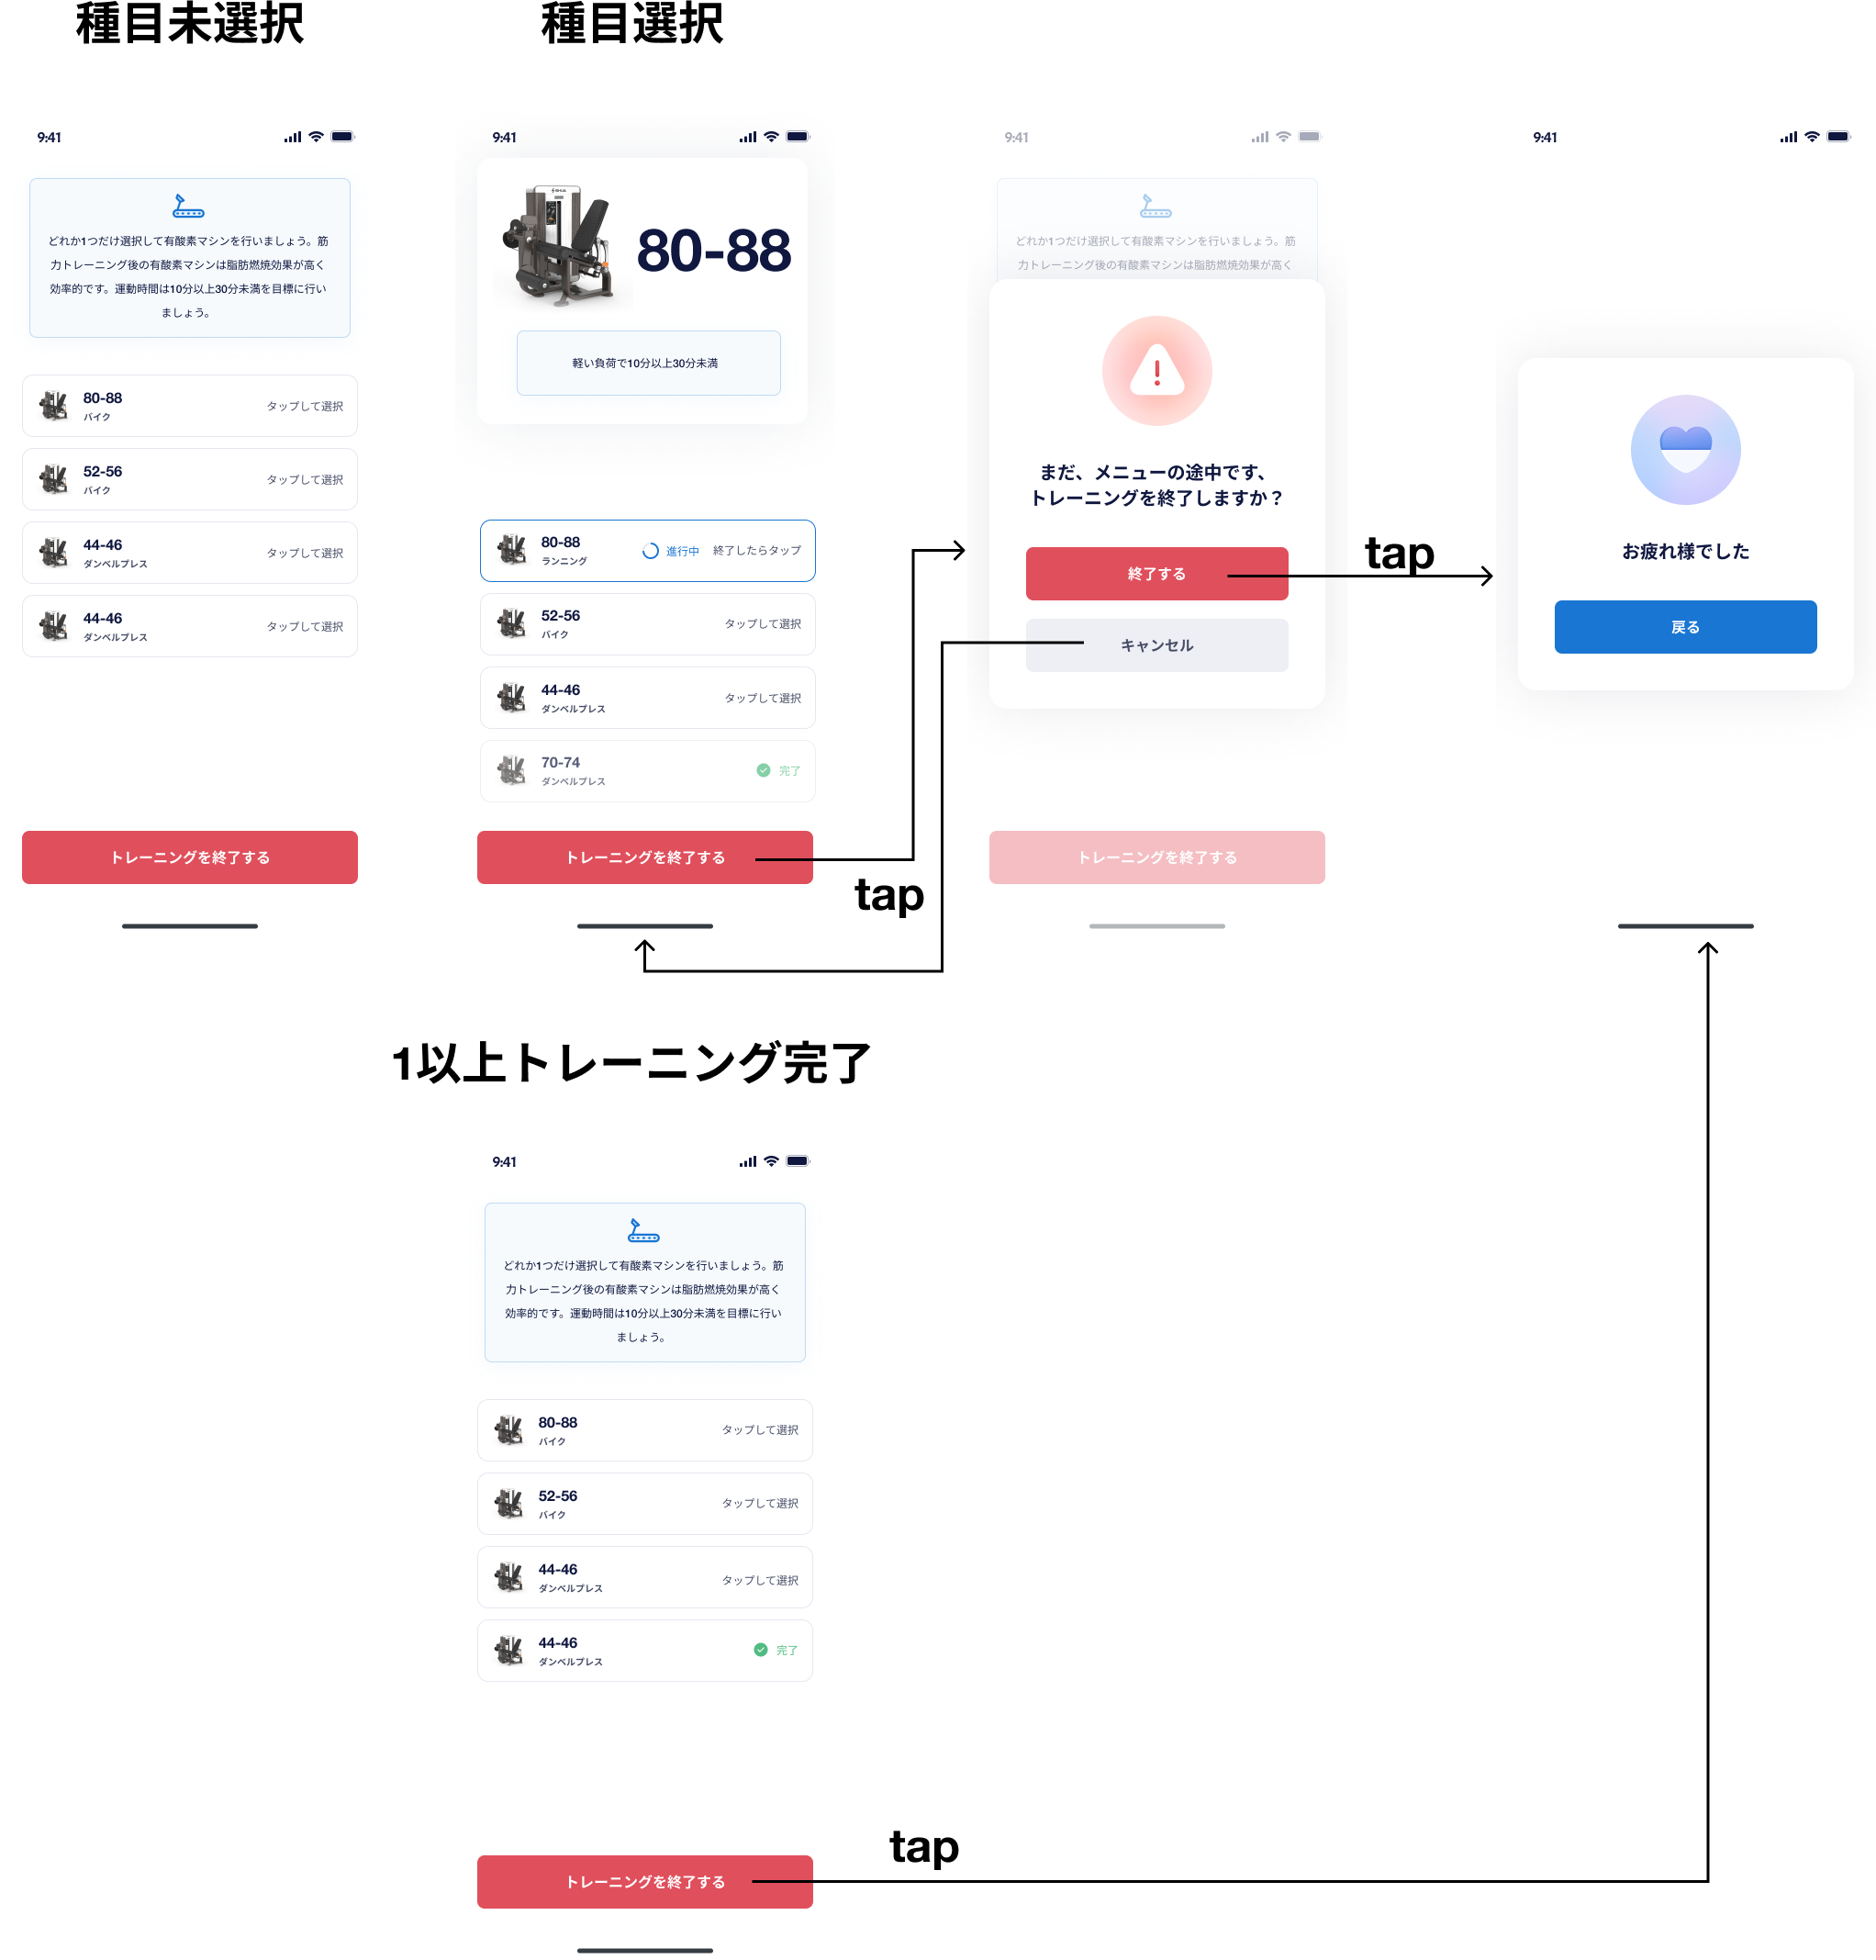 種目未選択
種目選択
9:41
どれか1つだけ選択して有酸素マシンを行いましょう。筋
力トレーニング後の有酸素マシンは脂肪燃焼効果が高く
効率的です。運動時間は10分以上30分未満を目標に行い
ましょう。
80-88
バイク
タップして選択
52-56
バイク
タップして選択
44-46
ダンベルプレス
タップして選択
44-46
ダンベルプレス
タップして選択
トレーニングを終了する
9:41
80-88
軽い負荷で10分以上30分未満
80-88
ランニング
進行中
終了したらタップ
52-56
バイク
タップして選択
44-46
ダンベルプレス
タップして選択
70-74
ダンベルプレス
完了
トレーニングを終了する
tap
9:41
どれか1つだけ選択して有酸素マシンを行いましょう。筋
力トレーニング後の有酸素マシンは脂肪燃焼効果が高く
まだ、メニューの途中です、
トレーニングを終了しますか？
終了する
キャンセル
トレーニングを終了する
tap
9:41
お疲れ様でした
戻る
1以上トレーニング完了
9:41
どれか1つだけ選択して有酸素マシンを行いましょう。筋
力トレーニング後の有酸素マシンは脂肪燃焼効果が高く
効率的です。運動時間は10分以上30分未満を目標に行い
ましょう。
80-88
バイク
タップして選択
52-56
バイク
タップして選択
44-46
ダンベルプレス
タップして選択
44-46
ダンベルプレス
完了
トレーニングを終了する
tap